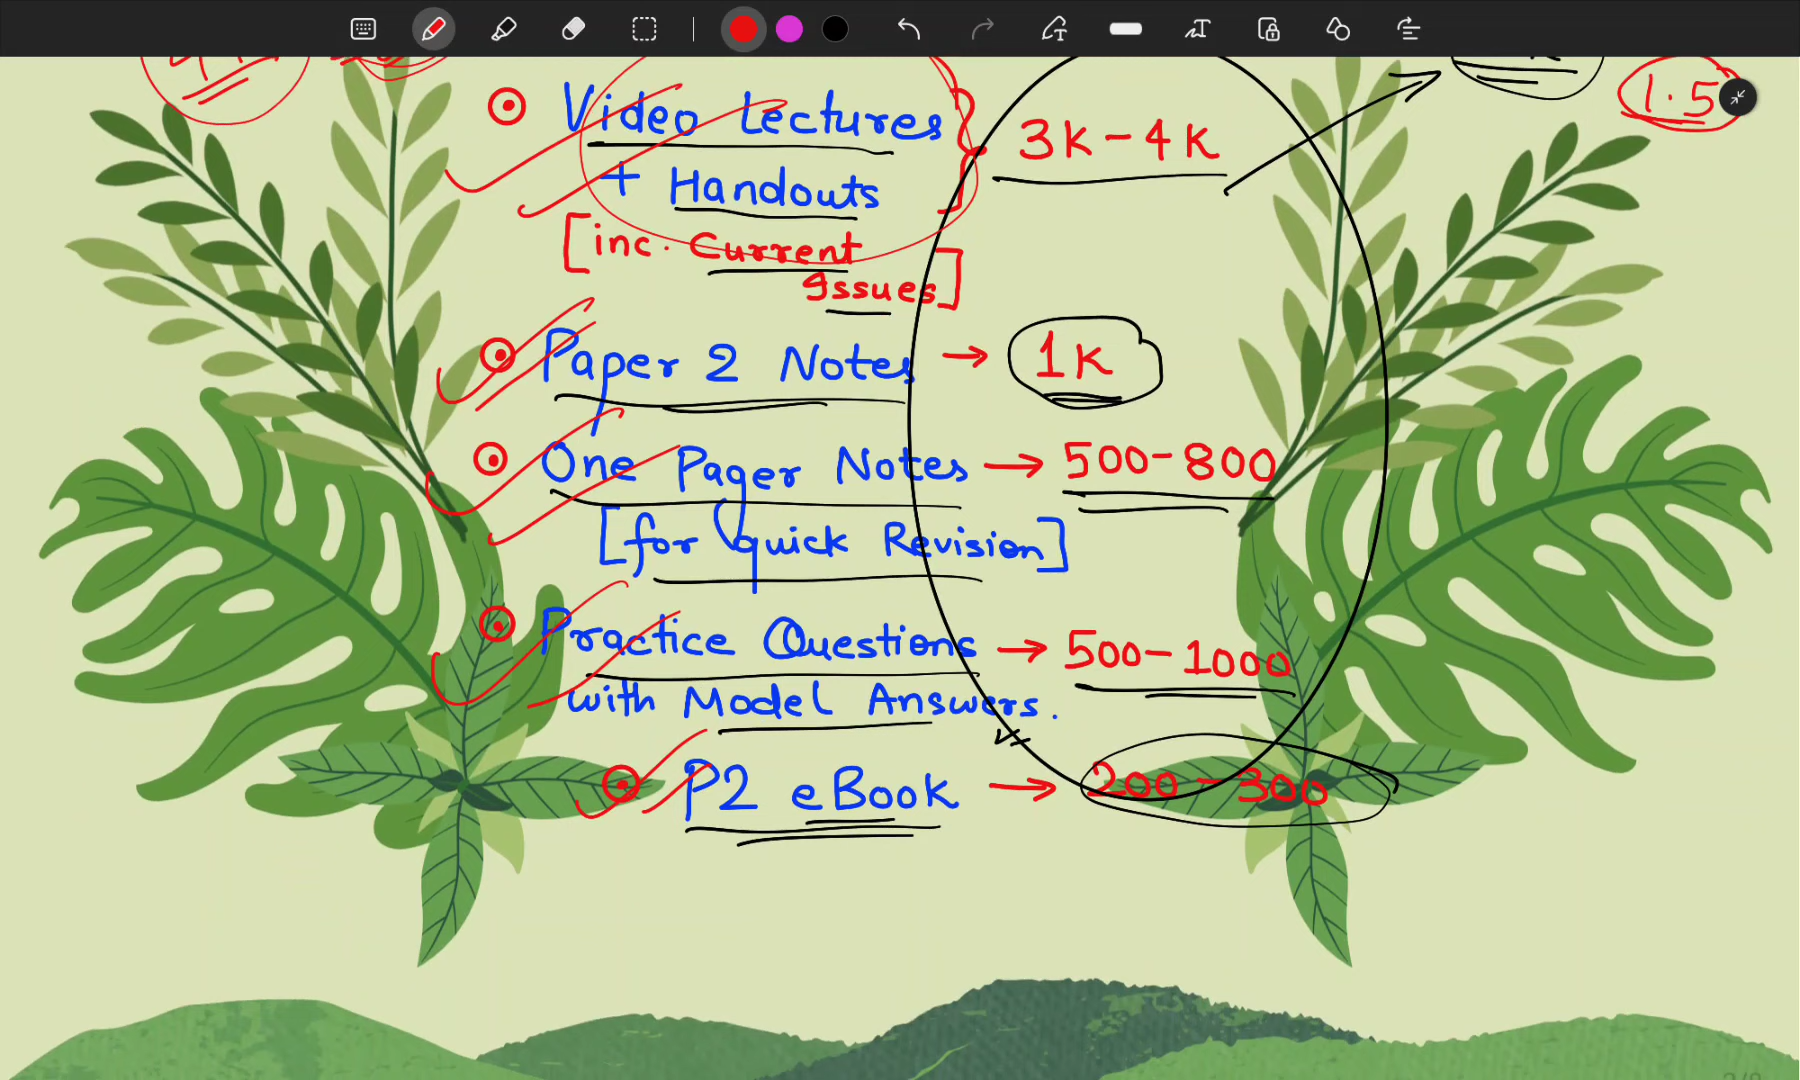 1.5
Video Lectures
+ Handouts
3K-4K
[inc. Current
Issues]
Paper 2 Notes → 1K
One Pager Notes → 500-800
[for quick Revision]
Practice Questions → 500-1000
with Model Answers.
P2 eBook → 200-300